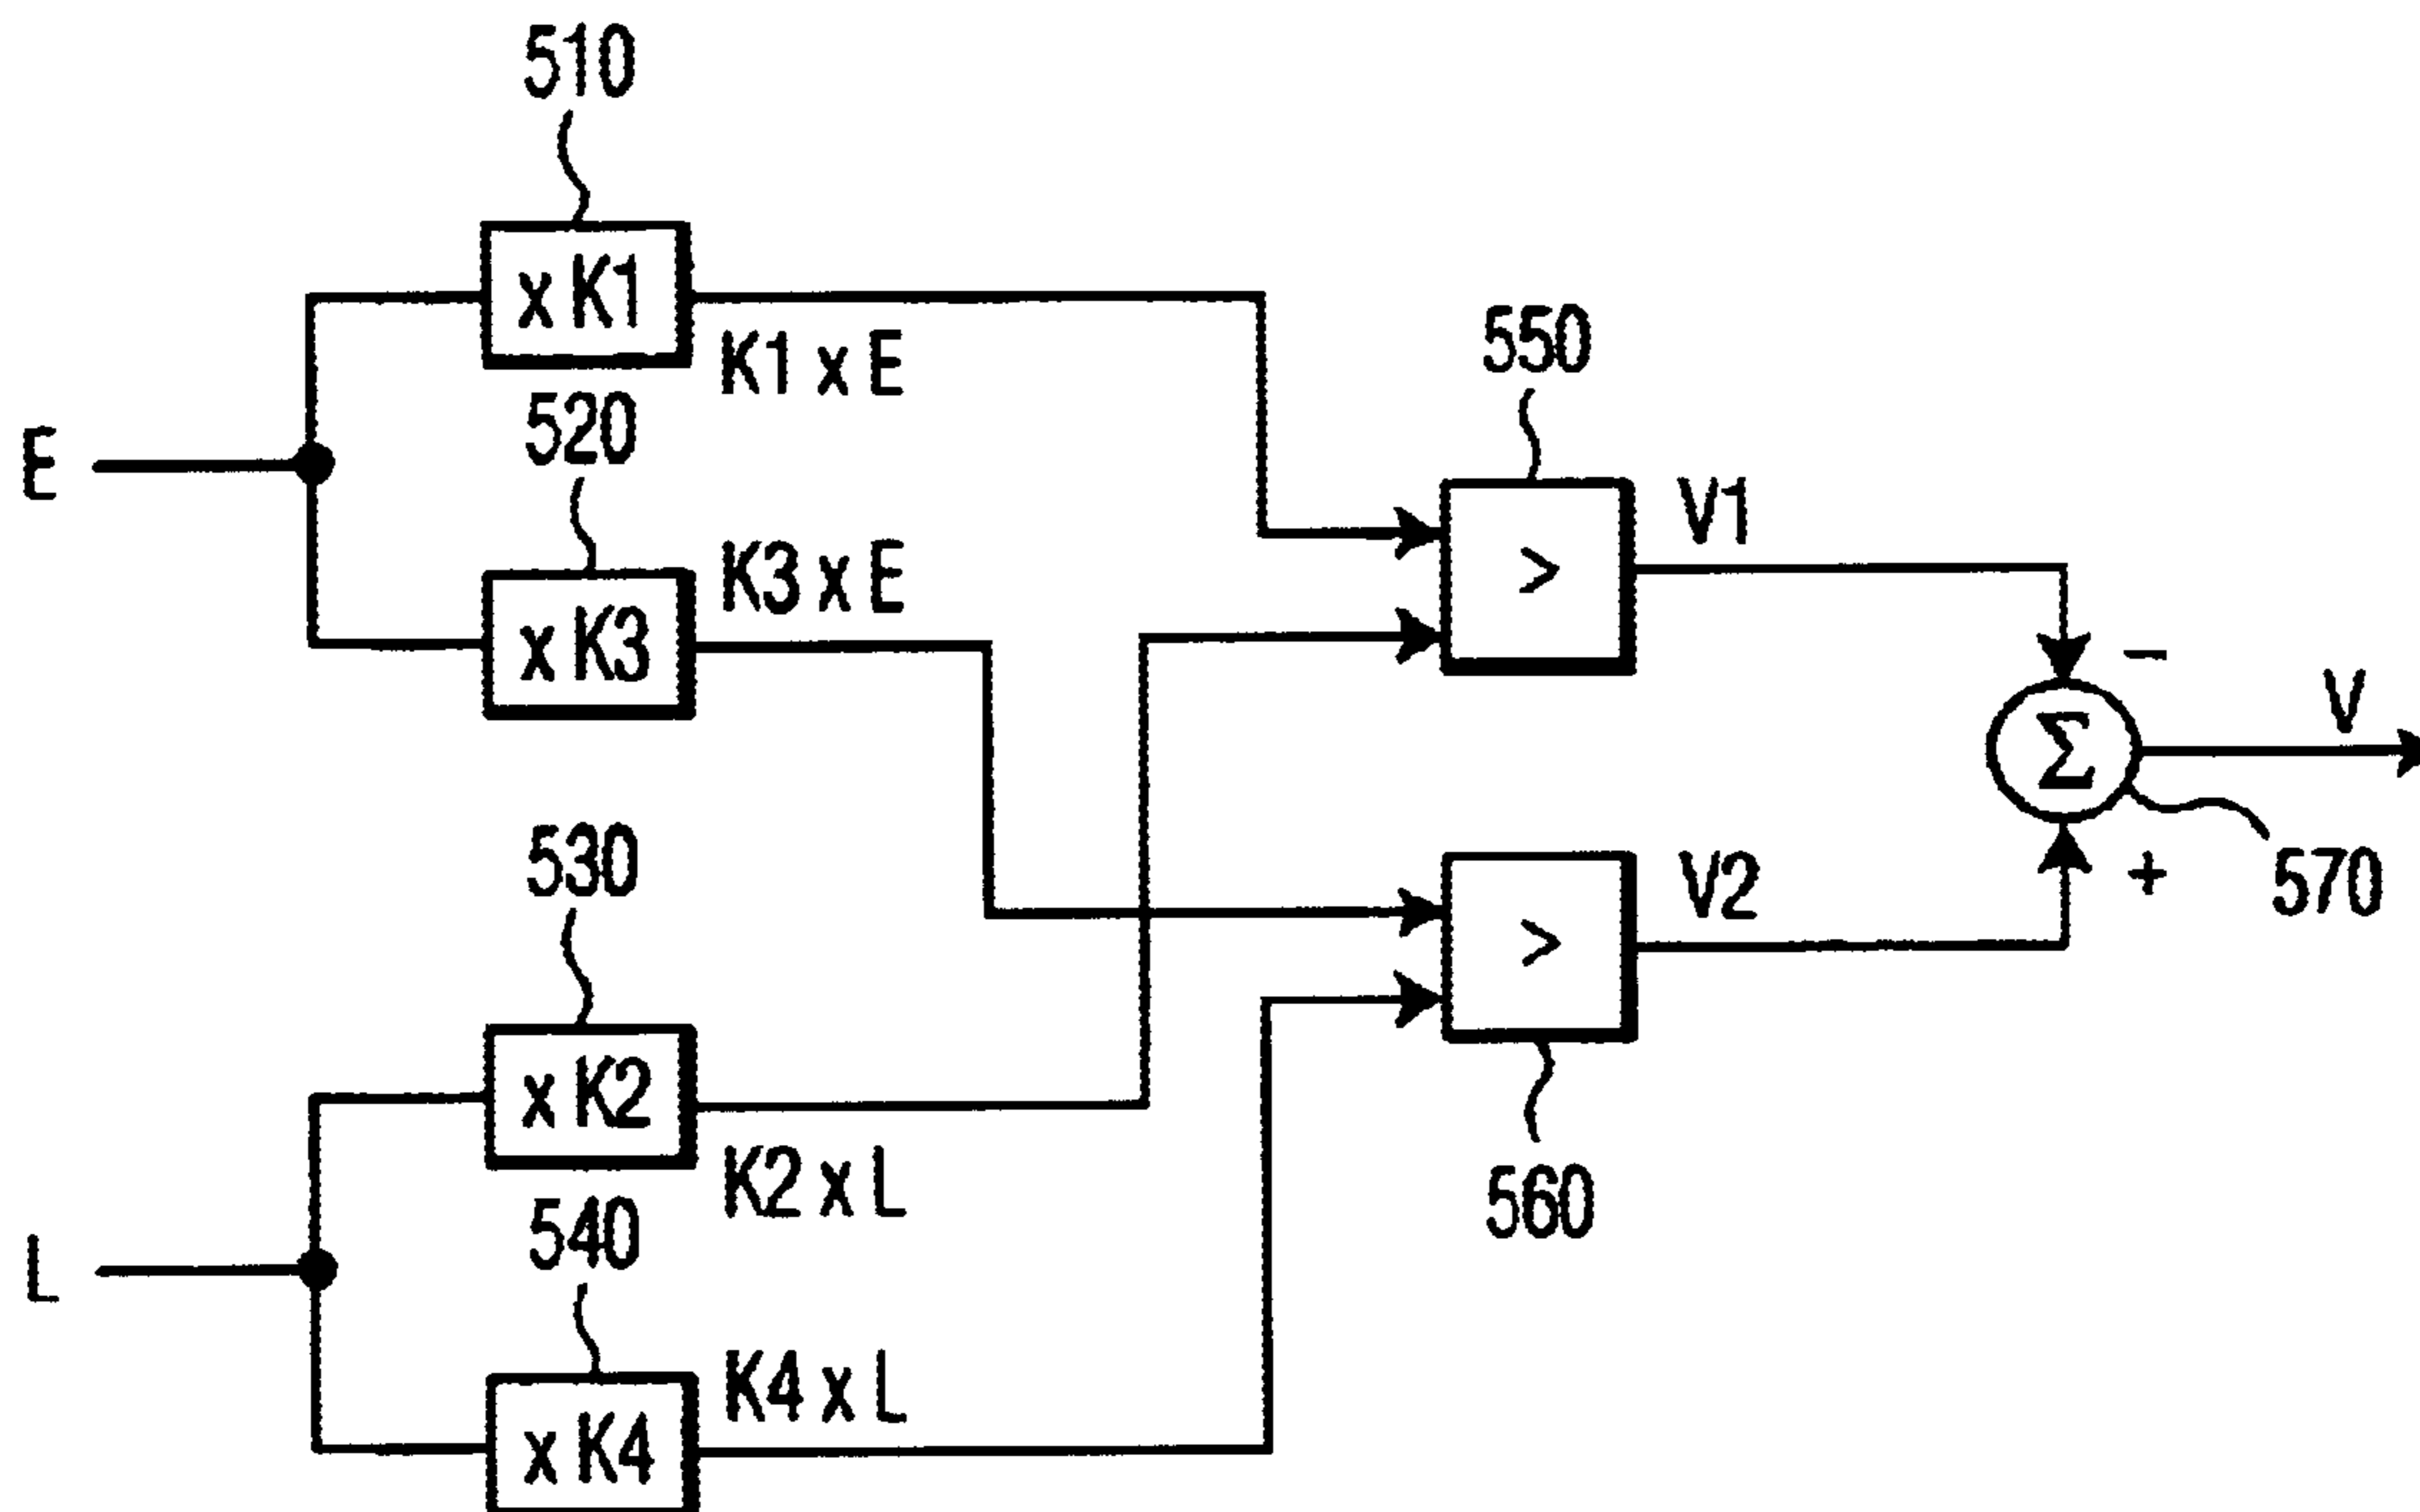 510
x K1
K1 x E
520
E
550
V1
K3 x E
x K3
>
−
V
Σ
530
V2
+
570
>
x K2
K2 x L
560
540
L
K4 x L
x K4